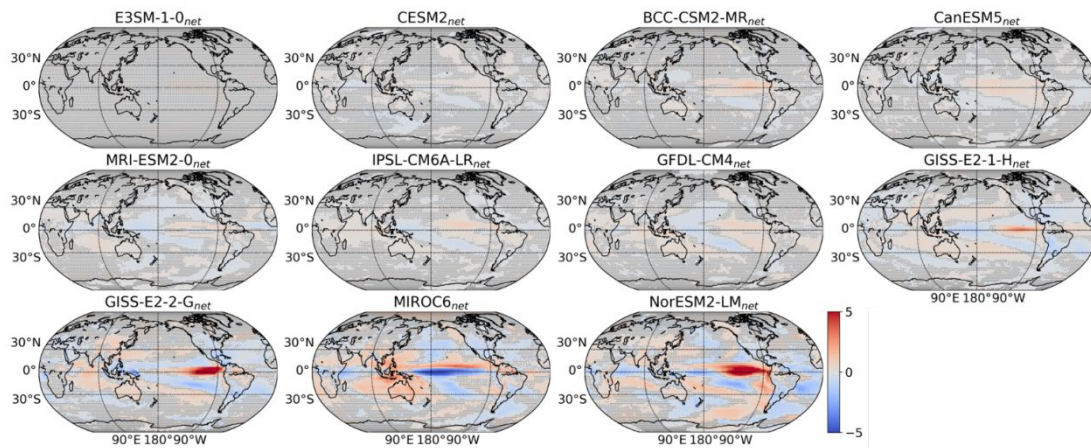 E3SM-1-0net CESM2net BCC-CSM2-MRnet CanESM5net
30°N 30°N 30°N 30°N
0° 0° 0° 0°
30°S 30°S 30°S 30°S
MRI-ESM2-0net IPSL-CM6A-LRnet GFDL-CM4net GISS-E2-1-Hnet
30°N 30°N 30°N 30°N
0° 0° 0° 0°
30°S 30°S 30°S 30°S
90°E 180°90°W
GISS-E2-2-Gnet MIROC6net NorESM2-LMnet
5
30°N 30°N 30°N
0° 0° 0° 0
30°S 30°S 30°S
−5
90°E 180°90°W 90°E 180°90°W 90°E 180°90°W